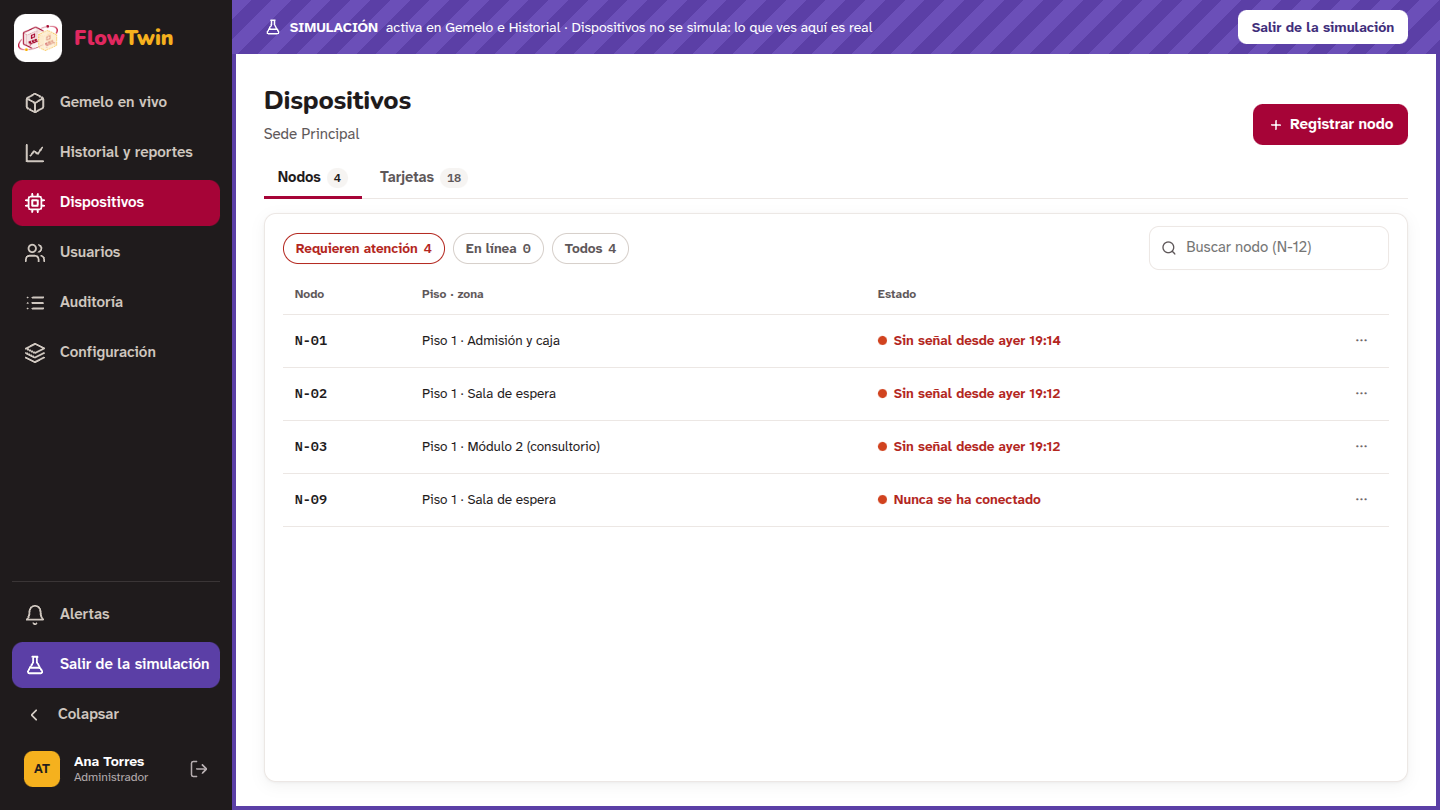 FlowTwin
Gemelo en vivo
Historial y reportes
Dispositivos
Usuarios
Auditoría
Configuración
Alertas
Salir de la simulación
Colapsar
AT
Ana Torres
Administrador
SIMULACIÓN activa en Gemelo e Historial · Dispositivos no se simula: lo que ves aquí es real
Salir de la simulación
Dispositivos
Sede Principal
+ Registrar nodo
Nodos 4 Tarjetas 18
Requieren atención 4 En línea 0 Todos 4
Buscar nodo (N-12)
Nodo Piso · zona Estado
N-01 Piso 1 · Admisión y caja Sin señal desde ayer 19:14 ···
N-02 Piso 1 · Sala de espera Sin señal desde ayer 19:12 ···
N-03 Piso 1 · Módulo 2 (consultorio) Sin señal desde ayer 19:12 ···
N-09 Piso 1 · Sala de espera Nunca se ha conectado ···